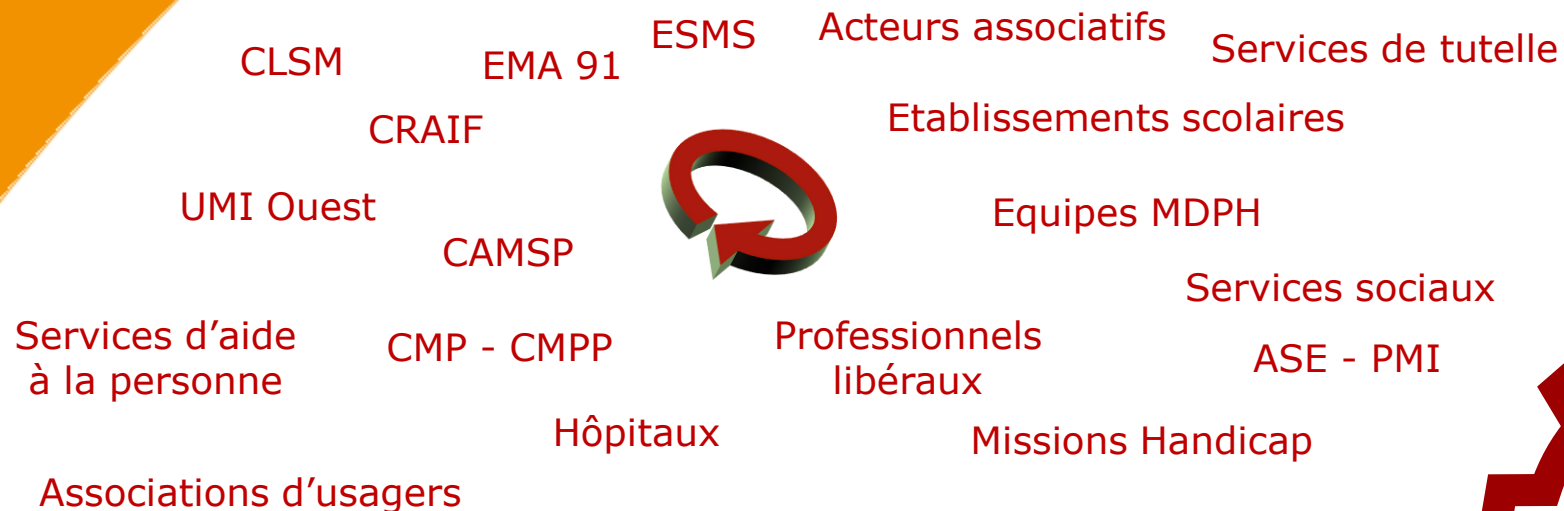 ESMS
Acteurs associatifs
Services de tutelle
CLSM
EMA 91
CRAIF
Etablissements scolaires
UMI Ouest
Equipes MDPH
CAMSP
Services sociaux
Services d’aide
à la personne
CMP - CMPP
Professionnels
libéraux
ASE - PMI
Hôpitaux
Missions Handicap
Associations d’usagers